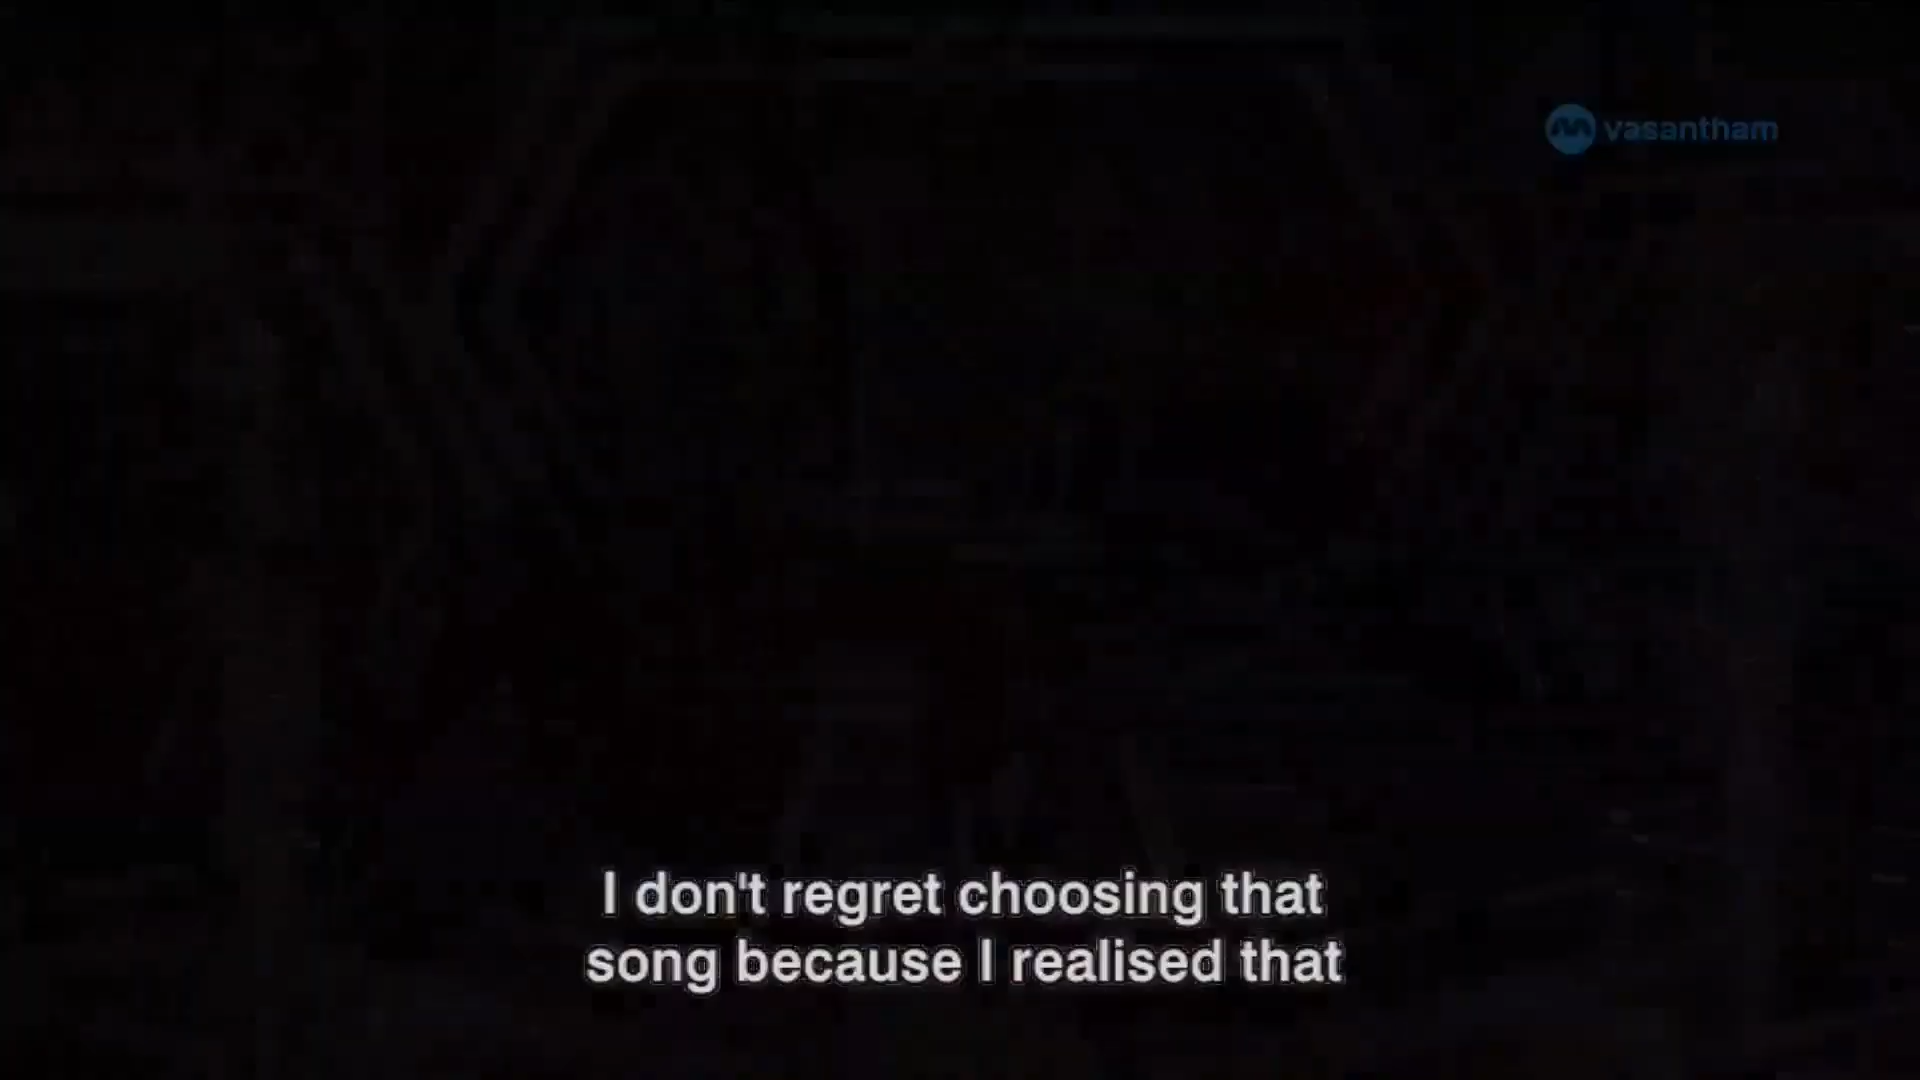 vasantham
I don't regret choosing that
song because I realised that